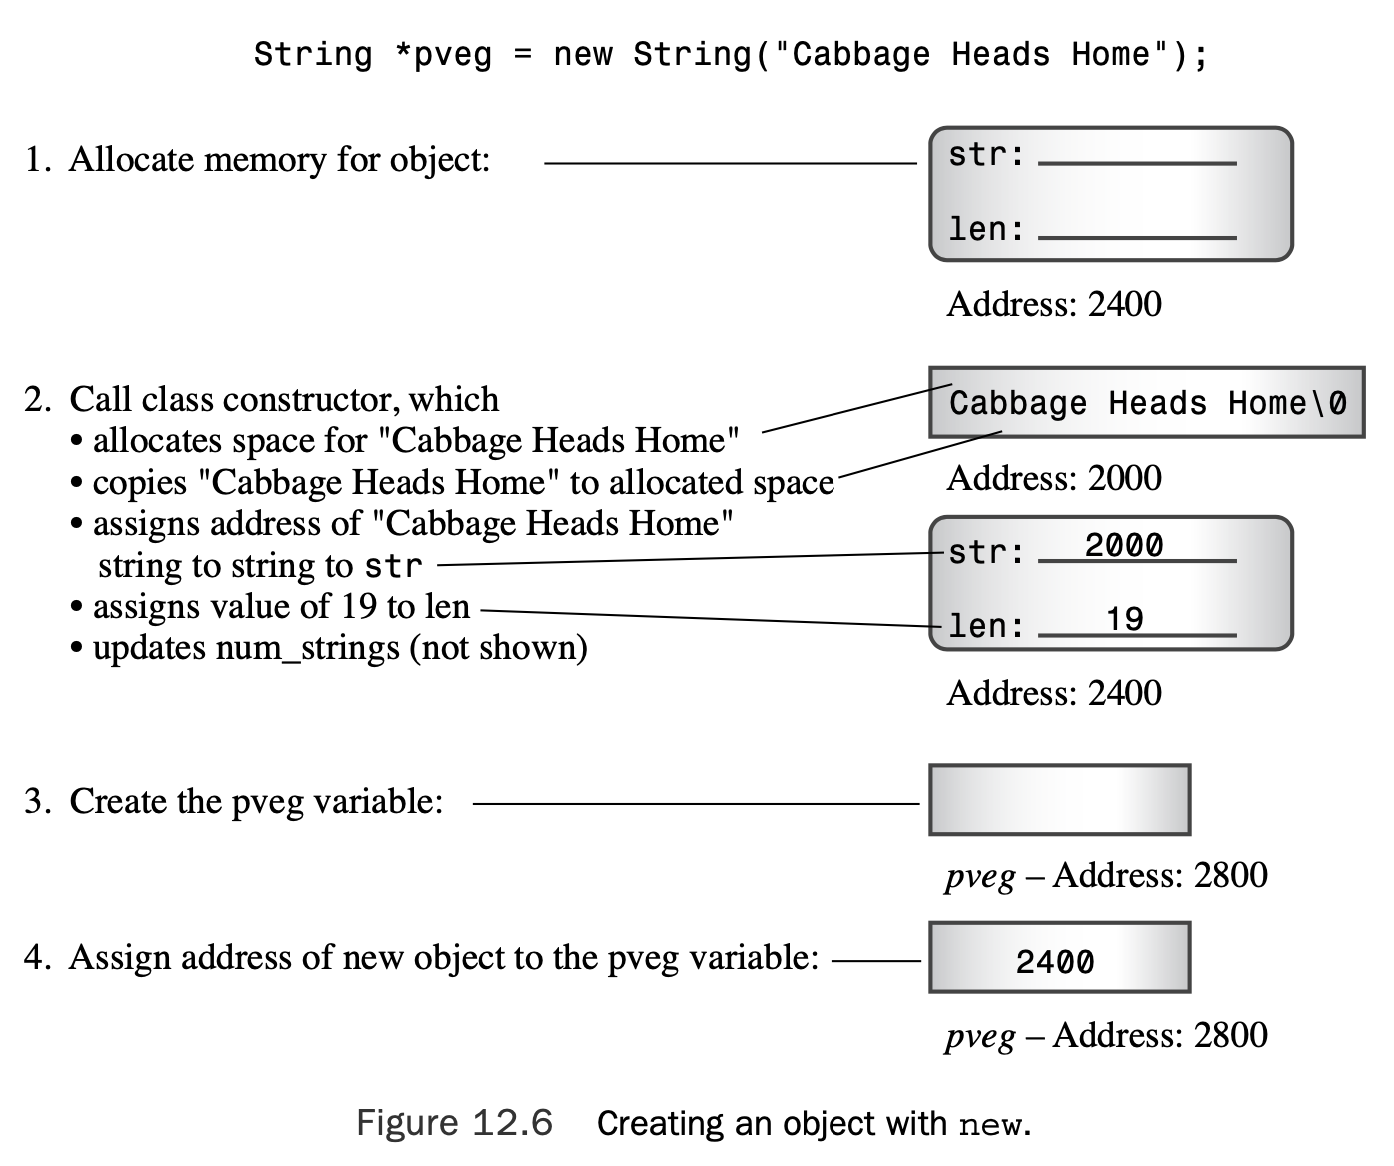 String *pveg = new String("Cabbage Heads Home");
1. Allocate memory for object:
str:
len:
Address: 2400
2. Call class constructor, which
• allocates space for "Cabbage Heads Home"
• copies "Cabbage Heads Home" to allocated space
• assigns address of "Cabbage Heads Home"
string to string to str
• assigns value of 19 to len
• updates num_strings (not shown)
Cabbage Heads Home\0
Address: 2000
str: 2000
len: 19
Address: 2400
3. Create the pveg variable:
pveg – Address: 2800
4. Assign address of new object to the pveg variable:
2400
pveg – Address: 2800
Figure 12.6 Creating an object with new.